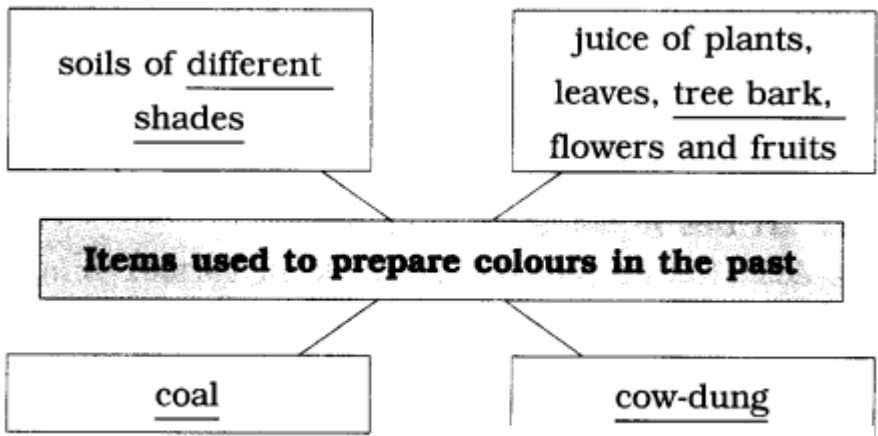 soils of different
shades
juice of plants,
leaves, tree bark,
flowers and fruits
Items used to prepare colours in the past
coal
cow-dung